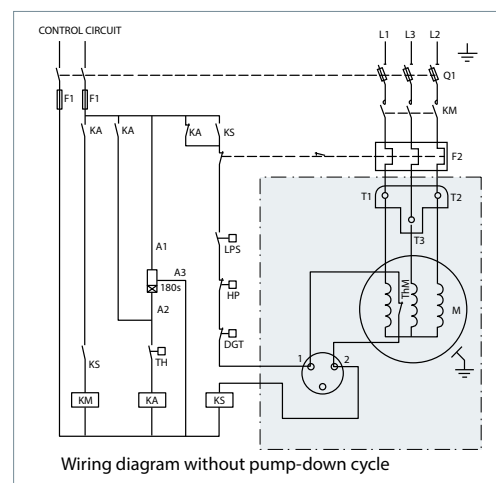 CONTROL CIRCUIT
L1 L3 L2
Q1
F1 F1
KM
KA KA KA KS
F2
T1 T2
T3
A1
LPS
A3
180s
HP
ThM
M
A2
DGT
1 2
KS
TH
KM KA KS
Wiring diagram without pump-down cycle